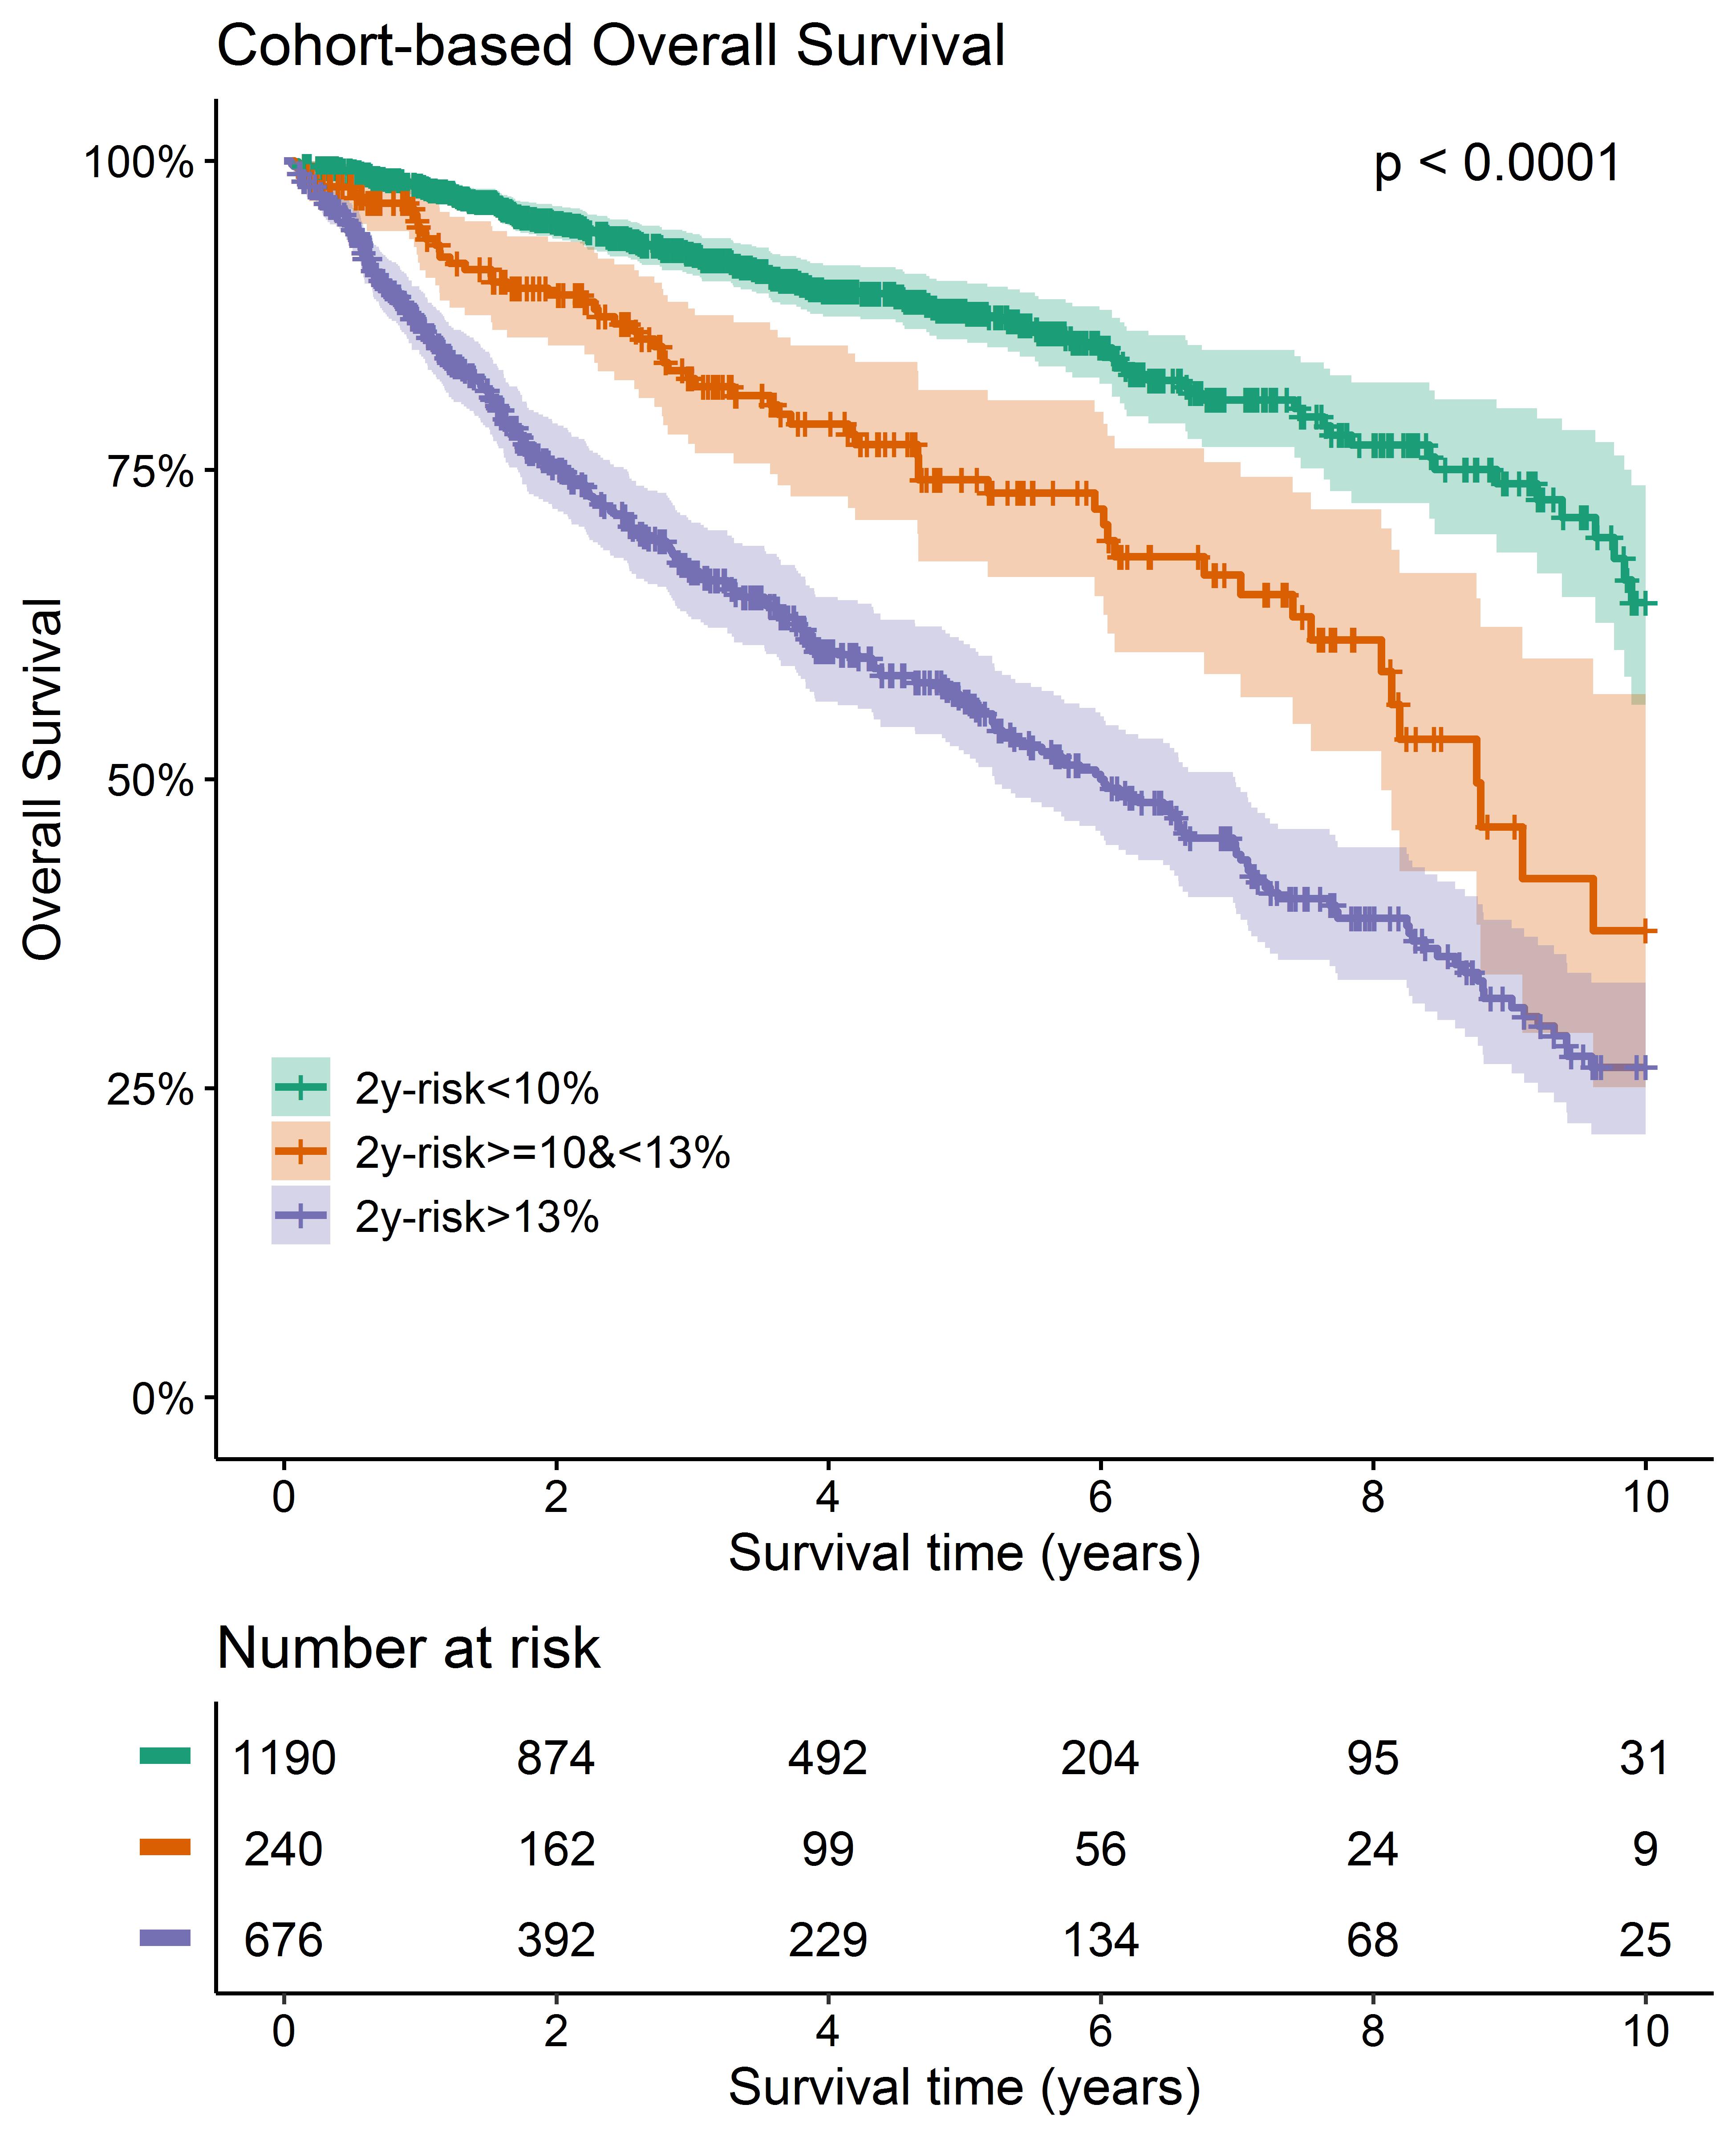 Cohort-based Overall Survival
p < 0.0001
100%
75%
50%
25%
0%
Overall Survival
2y-risk<10%
2y-risk>=10&<13%
2y-risk>13%
0 2 4 6 8 10
Survival time (years)
Number at risk
1190 874 492 204 95 31
240 162 99 56 24 9
676 392 229 134 68 25
0 2 4 6 8 10
Survival time (years)